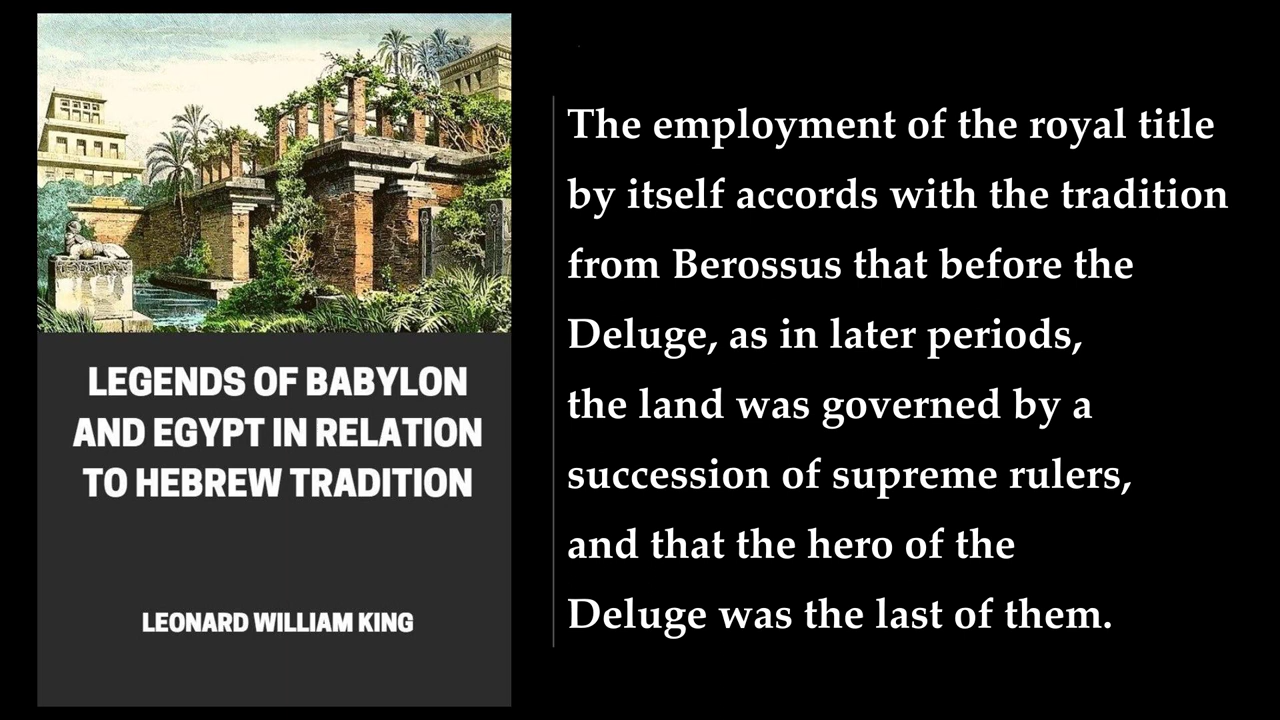 LEGENDS OF BABYLON
AND EGYPT IN RELATION
TO HEBREW TRADITION
LEONARD WILLIAM KING
The employment of the royal title
by itself accords with the tradition
from Berossus that before the
Deluge, as in later periods,
the land was governed by a
succession of supreme rulers,
and that the hero of the
Deluge was the last of them.